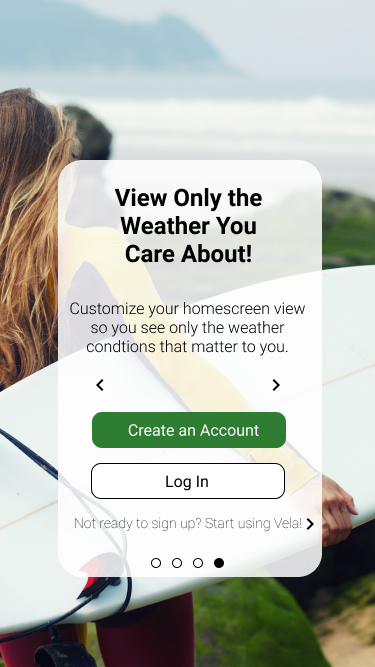 View Only the
Weather You
Care About!
Customize your homescreen view
so you see only the weather
condtions that matter to you.
Create an Account
Log In
Not ready to sign up? Start using Vela!